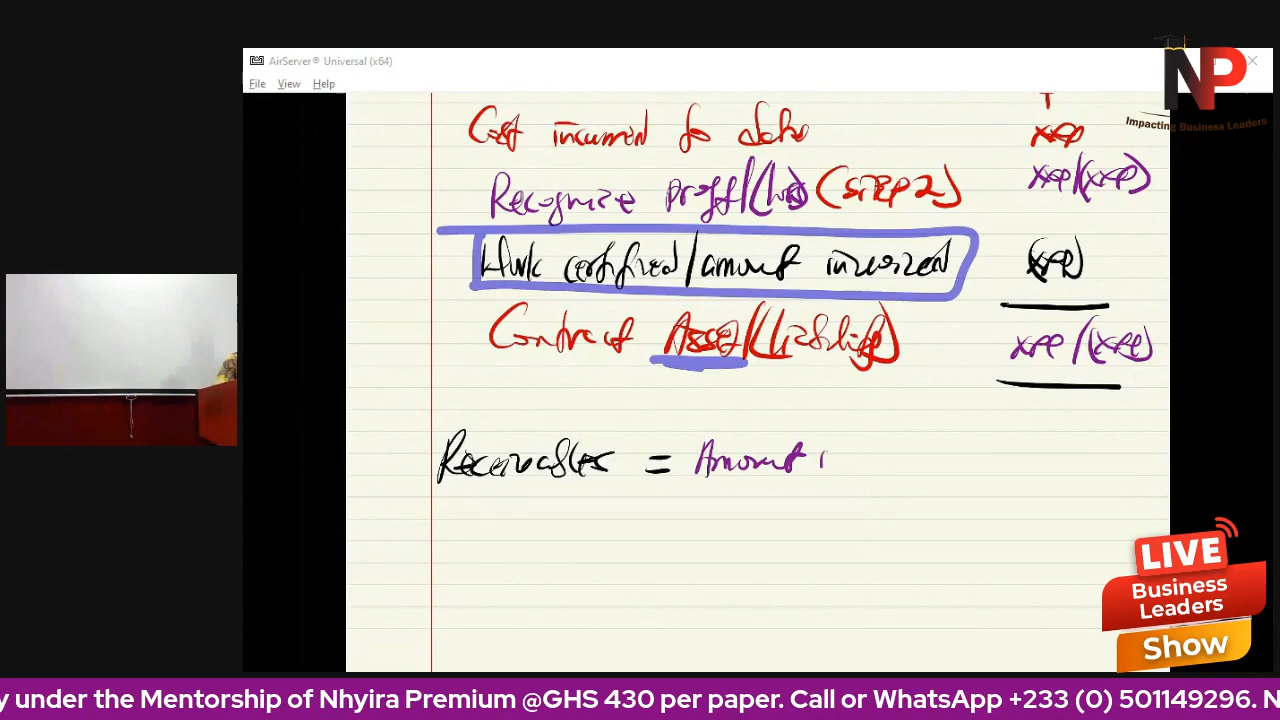 AirServer® Universal (x64)
File View Help
NP
Impacting Business Leaders
Cost incurred to date xxx
Recognize profit/(loss) (STEP 2) xxx/(xxx)
Work certified/amount invoiced (xxx)
Contract Asset/(Liability) xxx/(xxx)
Receivables = Amount
LIVE
Business
Leaders
Show
y under the Mentorship of Nhyira Premium @GHS 430 per paper. Call or WhatsApp +233 (0) 501149296. N